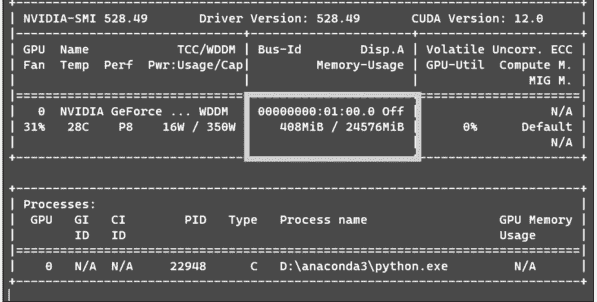 NVIDIA-SMI 528.49 Driver Version: 528.49 CUDA Version: 12.0
GPU Name TCC/WDDM | Bus-Id Disp.A | Volatile Uncorr. ECC |
Fan Temp Perf Pwr:Usage/Cap| Memory-Usage | GPU-Util Compute M. |
| | MIG M. |
0 NVIDIA GeForce ... WDDM | 00000000:01:00.0 Off | N/A |
31% 28C P8 16W / 350W | 408MiB / 24576MiB | 0% Default |
| | N/A |
Processes:
GPU GI CI PID Type Process name GPU Memory |
ID ID Usage |
0 N/A N/A 22948 C D:\anaconda3\python.exe N/A |